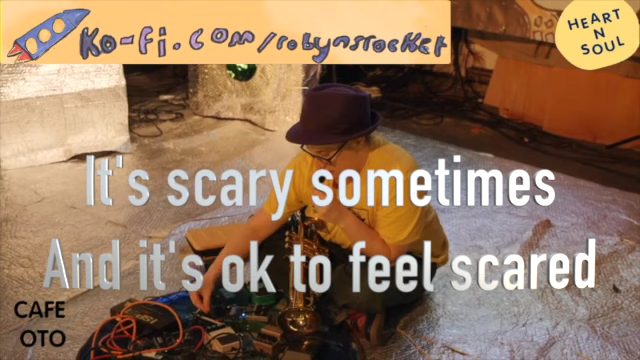 Ko-fi.com/robynsrocket
HEART
N
SOUL
It's scary sometimes
And it's ok to feel scared
CAFE
OTO